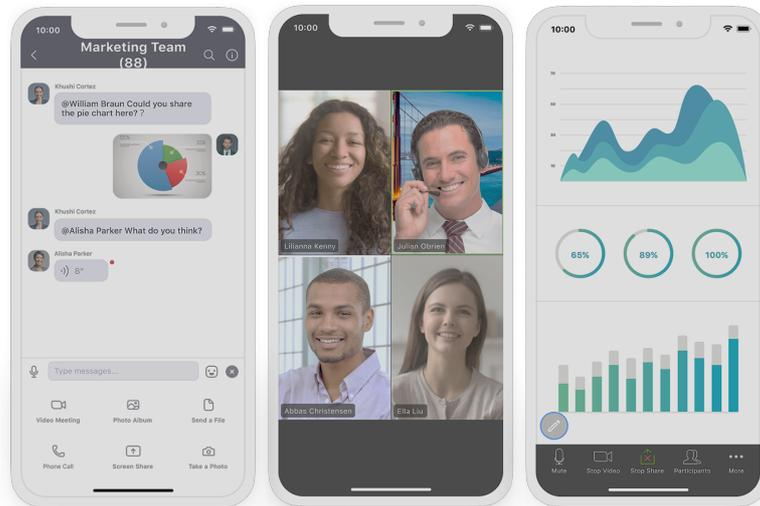 10:00
Marketing Team
(88)
Khushi Cortez
@William Braun Could you share
the pie chart here? ?
Khushi Cortez
@Alisha Parker What do you think?
Alisha Parker
8"
Type messages...
Video Meeting
Photo Album
Send a File
Phone Call
Screen Share
Take a Photo
10:00
Lilianna Kenny
Julian Obrien
Abbas Christensen
Ella Liu
10:00
65%
89%
100%
Mute
Stop Video
Stop Share
Participants
More